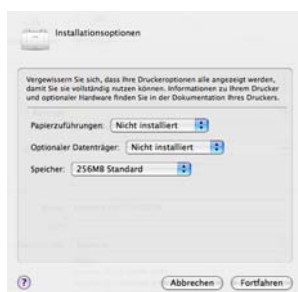 Installationsoptionen
Vergewissern Sie sich, dass Ihre Druckeroptionen alle angezeigt werden,
damit Sie sie vollständig nutzen können. Informationen zu Ihrem Drucker
und optionaler Hardware finden Sie in der Dokumentation Ihres Druckers.
Papierzuführungen: Nicht installiert
Optionaler Datenträger: Nicht installiert
Speicher: 256MB Standard
? Abbrechen Fortfahren